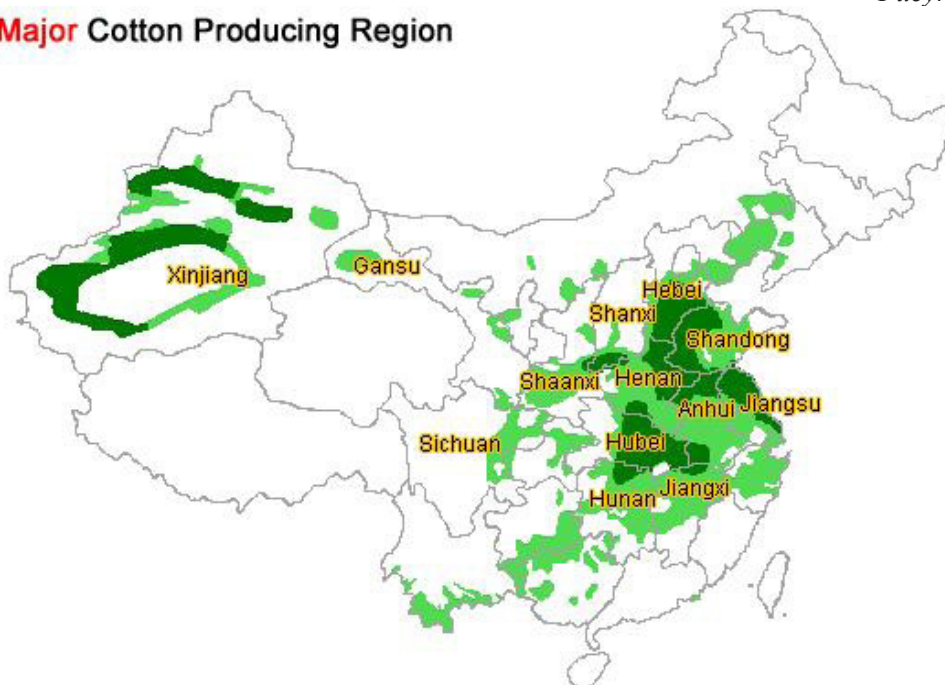 Major Cotton Producing Region
Xinjiang
Gansu
Hebei
Shanxi
Shandong
Shaanxi
Henan
Anhui
Jiangsu
Sichuan
Hubei
Hunan
Jiangxi